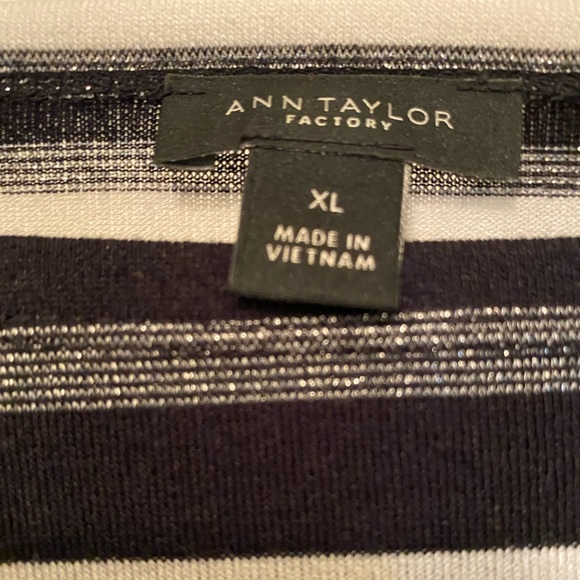 ANN TAYLOR
FACTORY
XL
MADE IN
VIETNAM